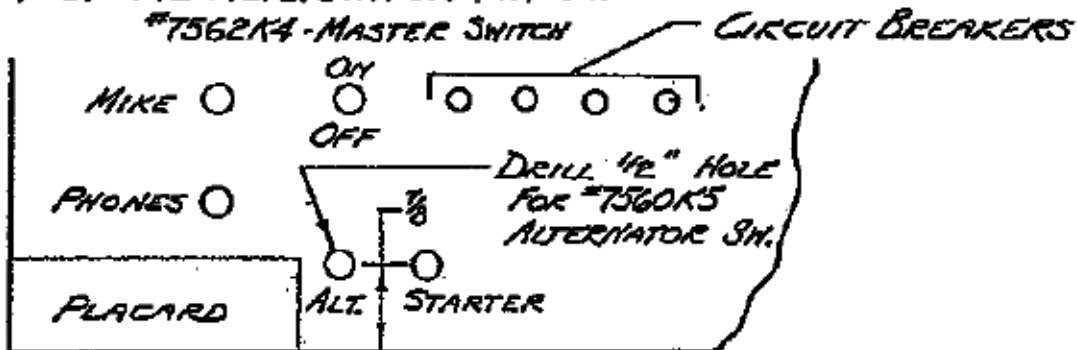 #7562K4-MASTER SWITCH
CIRCUIT BREAKERS
ON
MIKE
OFF
DRILL 1/2" HOLE
FOR #7560K5
ALTERNATOR SW.
PHONES
7/8
ALT.
STARTER
PLACARD